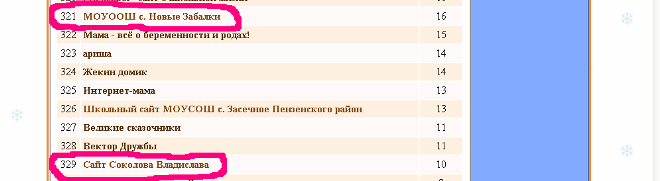 321 МОУООШ с. Новые Забалки 16
322 Мама - всё о беременности и родах! 15
323 ариша 14
324 Жекин домик 14
325 Интернет-мама 13
326 Школьный сайт МОУСОШ с. Засечное Пензенского район 13
327 Великие сказочники 11
328 Вектор Дружбы 11
329 Сайт Соколова Владислава 10